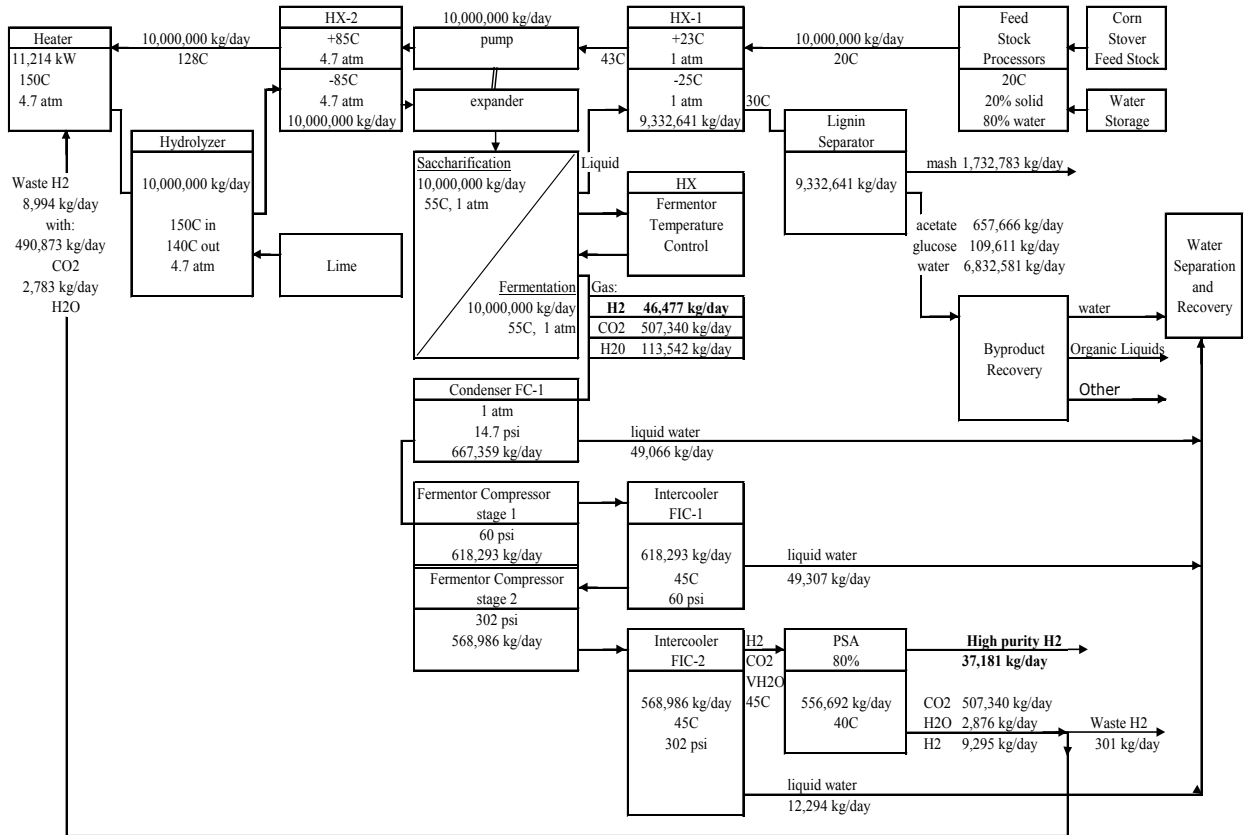 Heater
11,214 kW
150C
4.7 atm
10,000,000 kg/day
128C
HX-2
+85C
4.7 atm
-85C
4.7 atm
10,000,000 kg/day
10,000,000 kg/day
pump
expander
43C
HX-1
+23C
1 atm
-25C
1 atm
9,332,641 kg/day
30C
10,000,000 kg/day
20C
Feed
Stock
Processors
20C
20% solid
80% water
Corn
Stover
Feed Stock
Water
Storage
Hydrolyzer
10,000,000 kg/day
150C in
140C out
4.7 atm
Lime
Waste H2
8,994 kg/day
with:
490,873 kg/day
CO2
2,783 kg/day
H2O
Saccharification
10,000,000 kg/day
55C, 1 atm
Fermentation
10,000,000 kg/day
55C, 1 atm
Liquid
HX
Fermentor
Temperature
Control
Gas:
H2 46,477 kg/day
CO2 507,340 kg/day
H20 113,542 kg/day
Lignin
Separator
9,332,641 kg/day
mash 1,732,783 kg/day
acetate 657,666 kg/day
glucose 109,611 kg/day
water 6,832,581 kg/day
Water
Separation
and
Recovery
Byproduct
Recovery
water
Organic Liquids
Other
Condenser FC-1
1 atm
14.7 psi
667,359 kg/day
liquid water
49,066 kg/day
Fermentor Compressor
stage 1
60 psi
618,293 kg/day
Intercooler
FIC-1
618,293 kg/day
45C
60 psi
liquid water
49,307 kg/day
Fermentor Compressor
stage 2
302 psi
568,986 kg/day
Intercooler
FIC-2
568,986 kg/day
45C
302 psi
H2
CO2
VH2O
45C
PSA
80%
556,692 kg/day
40C
High purity H2
37,181 kg/day
CO2 507,340 kg/day
H2O 2,876 kg/day
H2 9,295 kg/day
Waste H2
301 kg/day
liquid water
12,294 kg/day